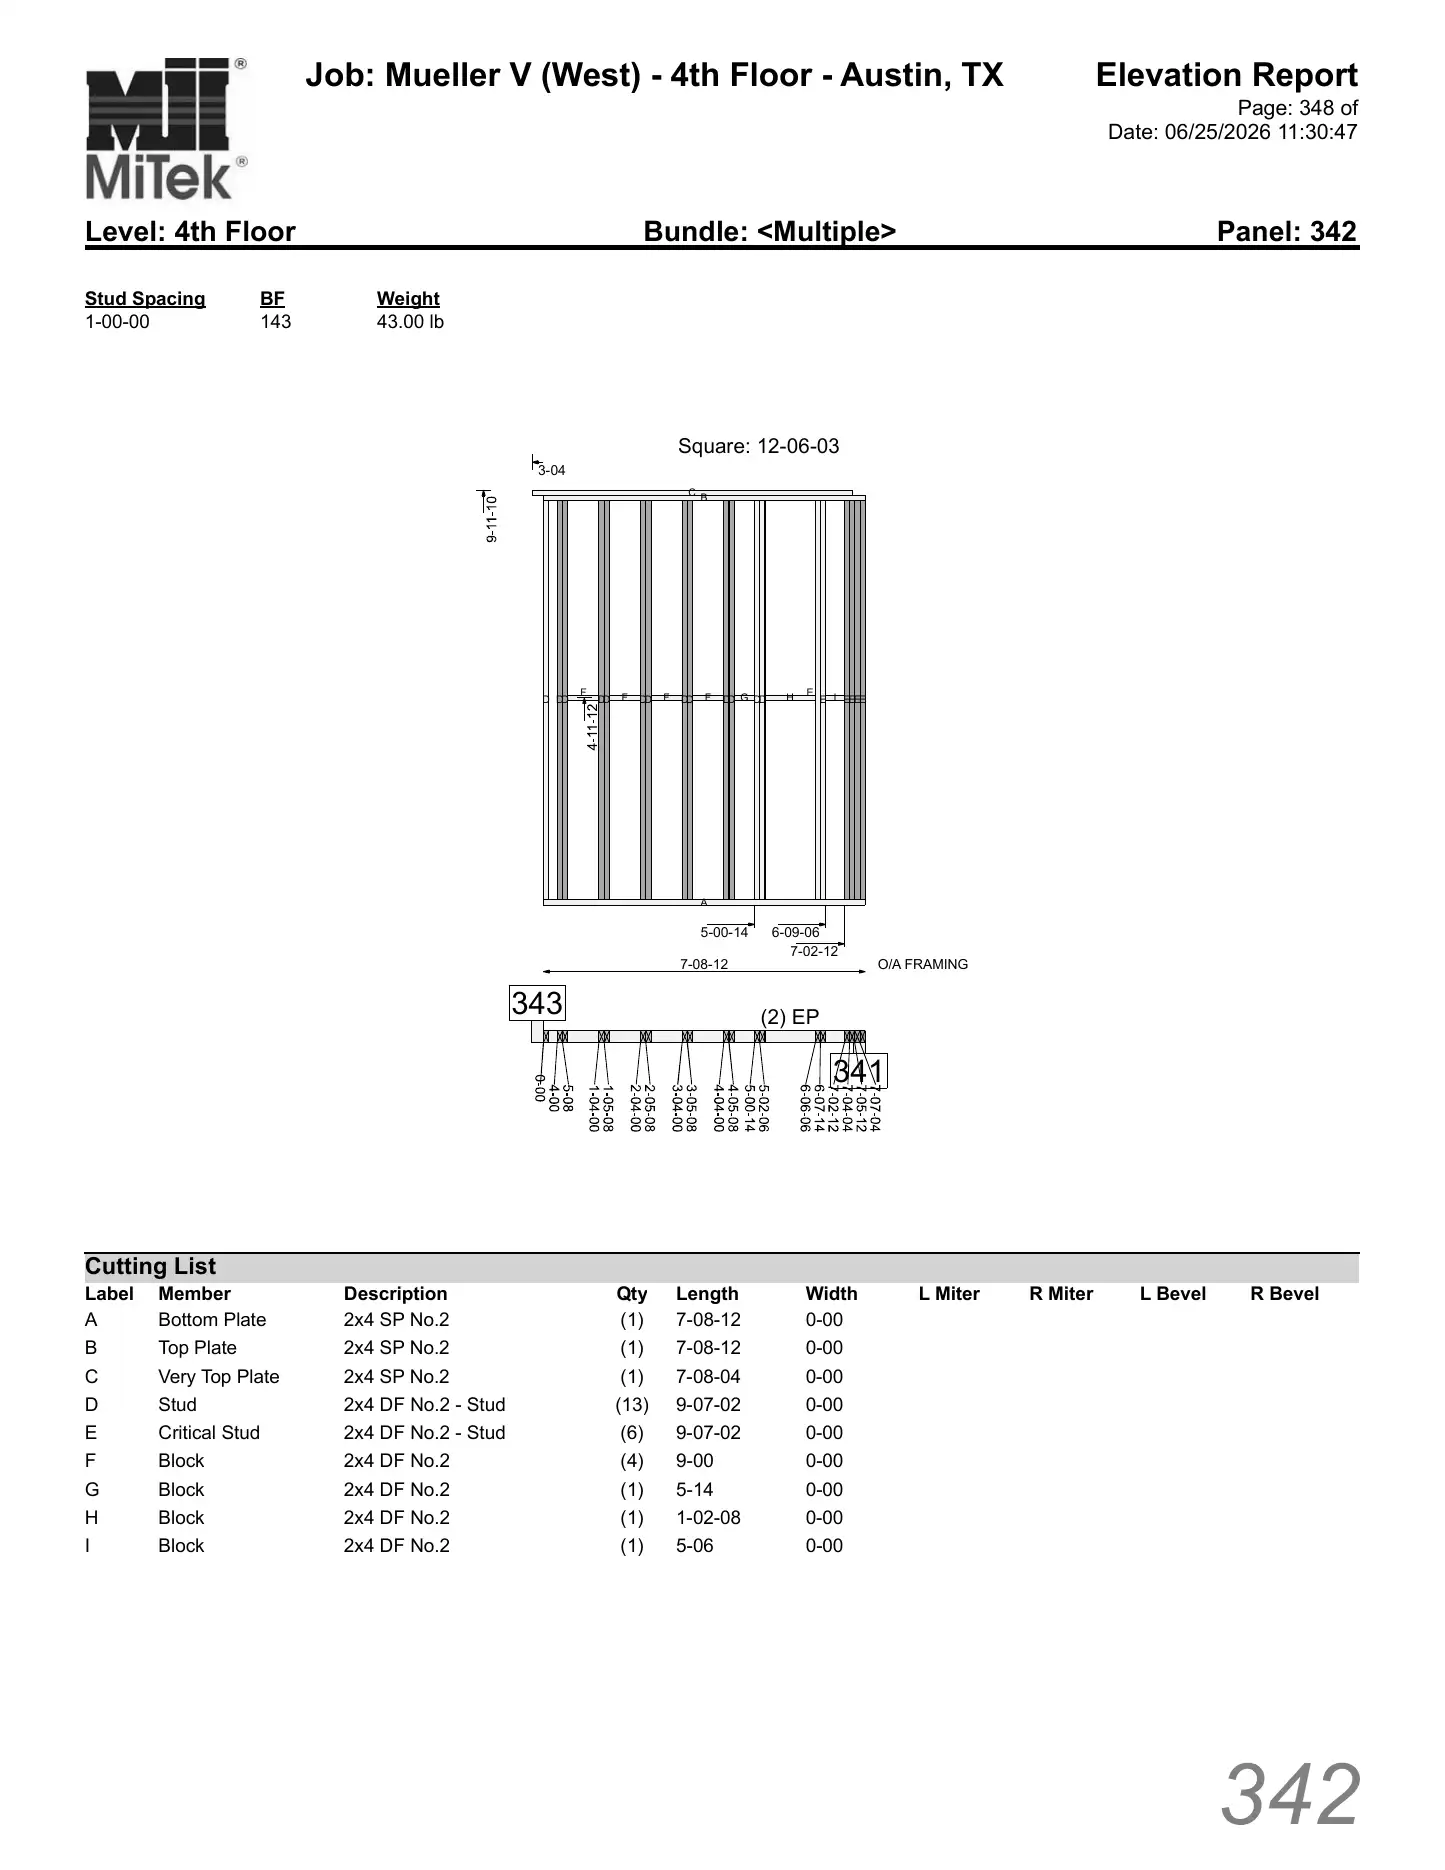 Job: Mueller V (West) - 4th Floor - Austin, TX
Elevation Report
Page: 348 of
Date: 06/25/2026 11:30:47
MiTek®
Level: 4th Floor Bundle: <Multiple> Panel: 342
Stud Spacing BF Weight
1-00-00 143 43.00 lb
Square: 12-06-03
3-04
C
B
9-11-10
F F F F G H E I
4-11-12
A
5-00-14 6-09-06
7-02-12
7-08-12 O/A FRAMING
343
(2) EP
341
0-00 4-00 5-08 1-04-00 1-05-08 2-04-00 2-05-08 3-04-00 3-05-08 4-04-00 4-05-08 5-00-14 5-02-06 6-06-06 6-07-14 7-02-12 7-04-04 7-05-12 7-07-04
Cutting List
Label Member Description Qty Length Width L Miter R Miter L Bevel R Bevel
A Bottom Plate 2x4 SP No.2 (1) 7-08-12 0-00
B Top Plate 2x4 SP No.2 (1) 7-08-12 0-00
C Very Top Plate 2x4 SP No.2 (1) 7-08-04 0-00
D Stud 2x4 DF No.2 - Stud (13) 9-07-02 0-00
E Critical Stud 2x4 DF No.2 - Stud (6) 9-07-02 0-00
F Block 2x4 DF No.2 (4) 9-00 0-00
G Block 2x4 DF No.2 (1) 5-14 0-00
H Block 2x4 DF No.2 (1) 1-02-08 0-00
I Block 2x4 DF No.2 (1) 5-06 0-00
342